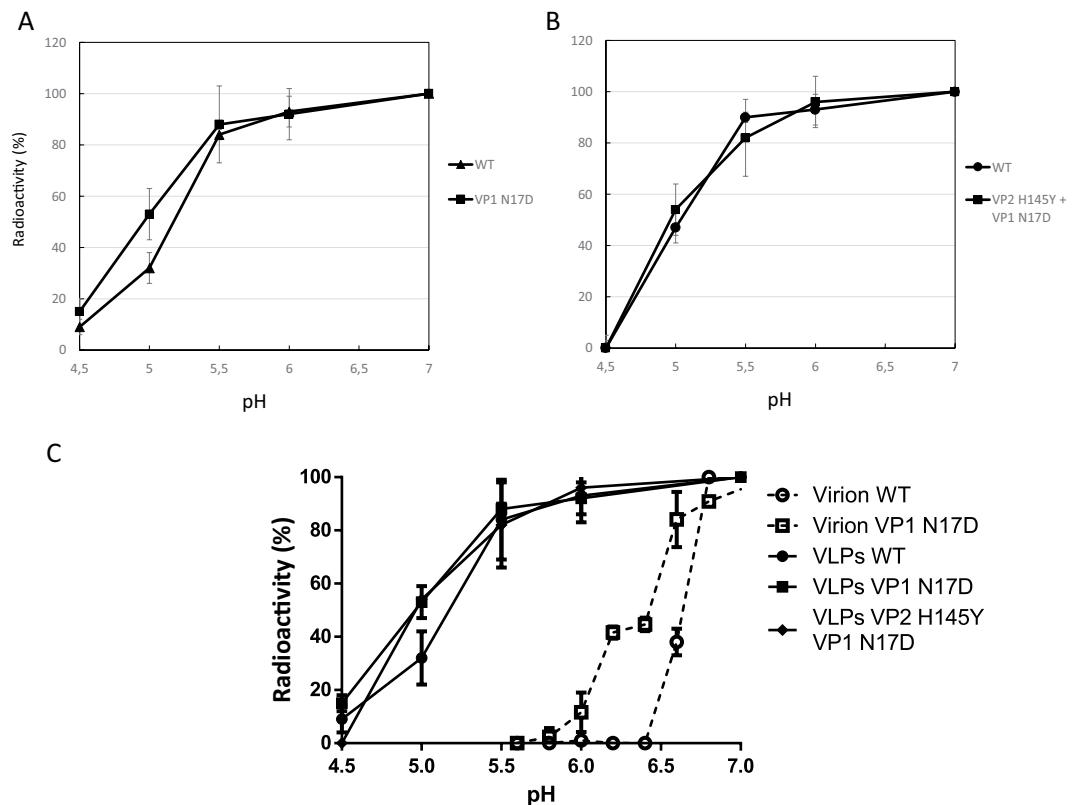 A
120
100
80
60
40
20
0
4,5
5
5,5
6
6,5
7
Radioactivity (%)
pH
WT
VP1 N17D
B
120
100
80
60
40
20
0
4,5
5
5,5
6
6,5
7
pH
WT
VP2 H145Y +
VP1 N17D
C
100
80
60
40
20
0
4.5
5.0
5.5
6.0
6.5
7.0
Radioactivity (%)
pH
Virion WT
Virion VP1 N17D
VLPs WT
VLPs VP1 N17D
VLPs VP2 H145Y
VP1 N17D